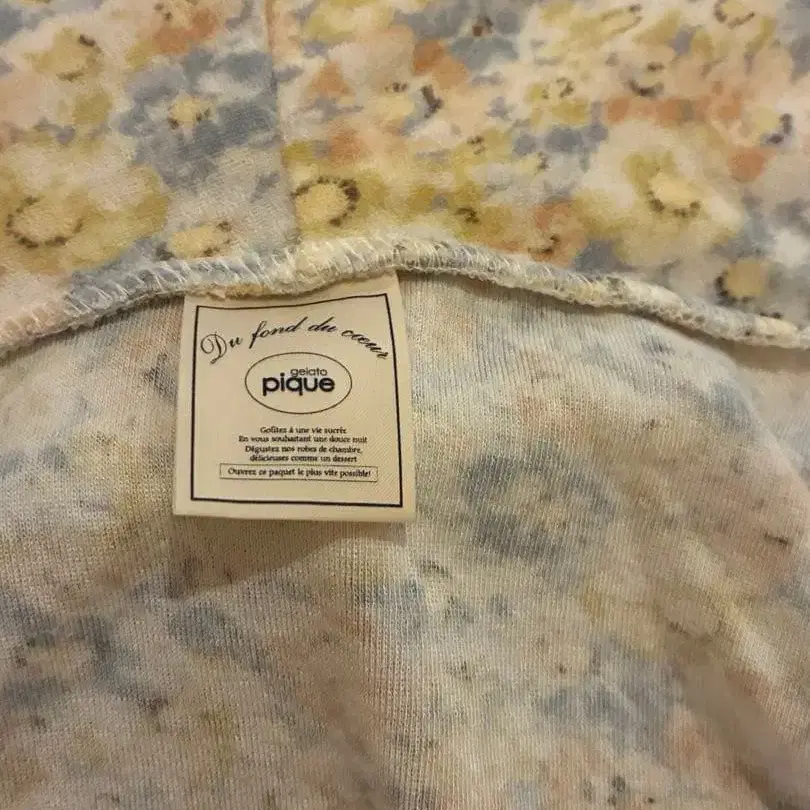 Du fond du cœur
gelato
pique
Goûtez à une vie sucrée
En vous souhaitant une douce nuit
Dégustez nos robes de chambre,
délicieuses comme un dessert
Ouvrez ce paquet le plus vite possible!